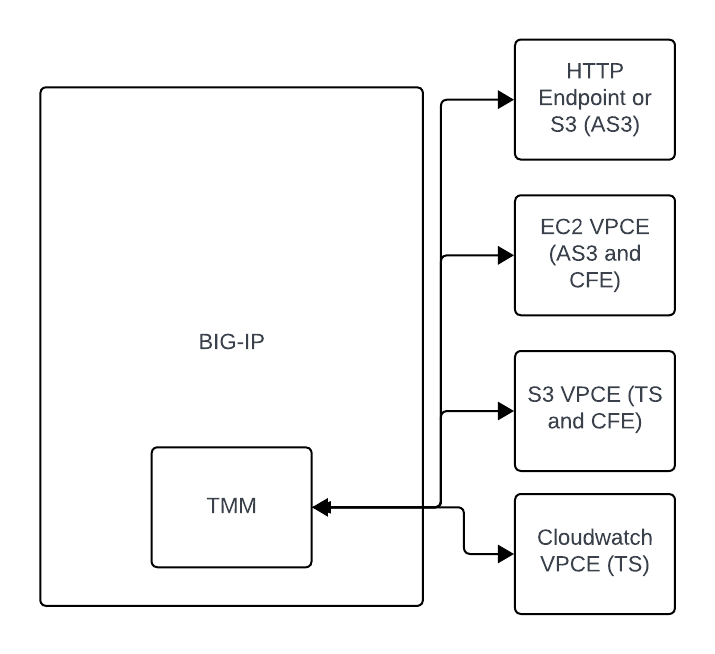 HTTP
Endpoint or
S3 (AS3)
EC2 VPCE
(AS3 and
CFE)
BIG-IP
S3 VPCE (TS
and CFE)
TMM
Cloudwatch
VPCE (TS)